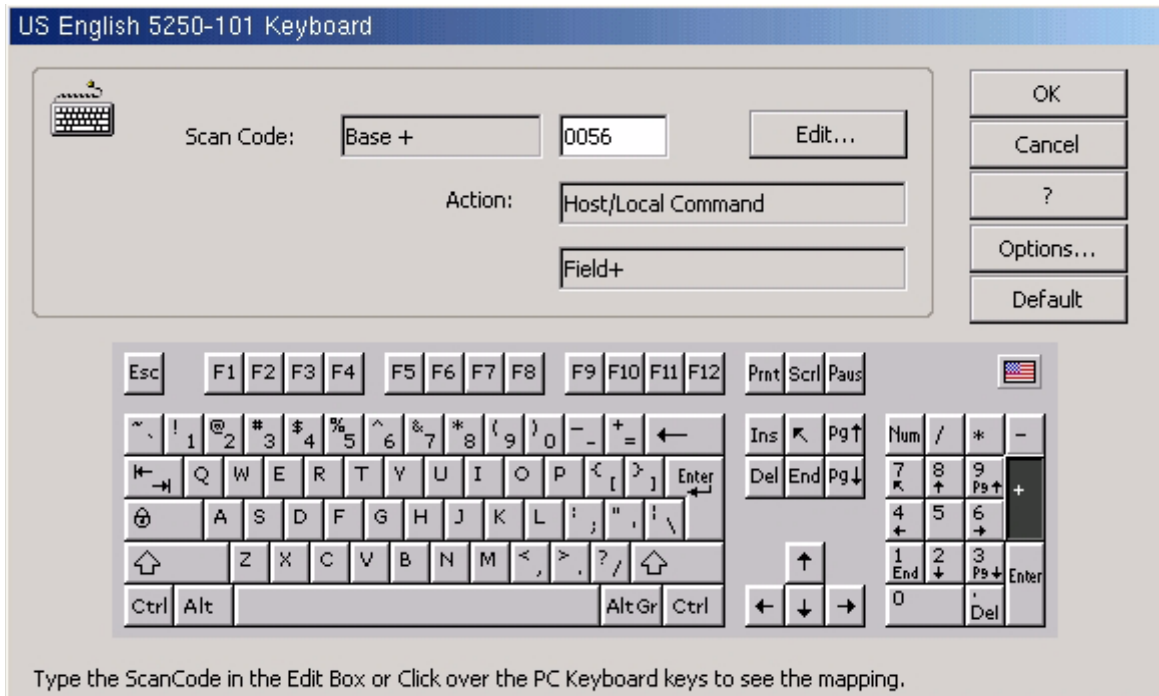 US English 5250-101 Keyboard
Scan Code: Base + 0056 Edit...
Action: Host/Local Command
Field+
OK
Cancel
?
Options...
Default
Esc F1 F2 F3 F4 F5 F6 F7 F8 F9 F10 F11 F12 Prnt Scrl Paus
~ ` ! 1 @ 2 # 3 $ 4 % 5 ^ 6 & 7 * 8 ( 9 ) 0 - - + = ← Ins ↖ Pg↑ Num / * -
Q W E R T Y U I O P { [ } ] Enter Del End Pg↓ 7 ↖ 8 ↑ 9 Pg↑ +
A S D F G H J K L : ; " , ¦ \ 4 ← 5 6 →
Z X C V B N M < , > . ? / ↑ 1 End 2 ↓ 3 Pg↓ Enter
Ctrl Alt AltGr Ctrl ← ↓ → 0 . Del
Type the ScanCode in the Edit Box or Click over the PC Keyboard keys to see the mapping.